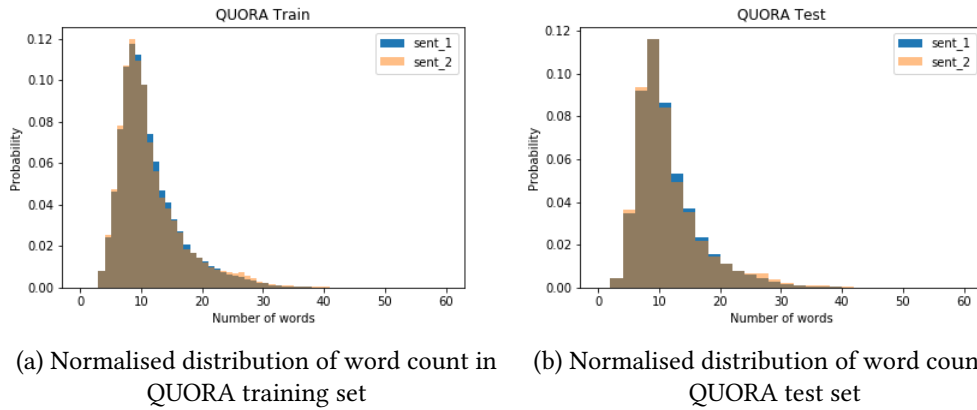 QUORA Train
0.12
0.10
0.08
0.06
0.04
0.02
0.00
Probability
0
10
20
30
40
50
60
Number of words
sent_1
sent_2
QUORA Test
0.12
0.10
0.08
0.06
0.04
0.02
0.00
Probability
0
10
20
30
40
50
60
Number of words
sent_1
sent_2
(a) Normalised distribution of word count in
QUORA training set
(b) Normalised distribution of word coun
QUORA test set